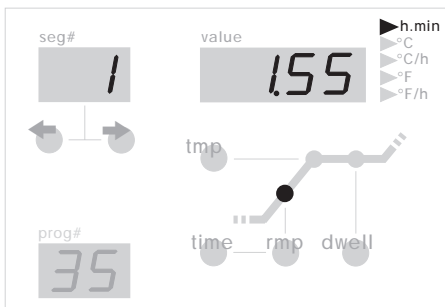 seg#
value
h.min
°C
°C/h
°F
°F/h
1
1.55
tmp
prog#
35
time
rmp
dwell